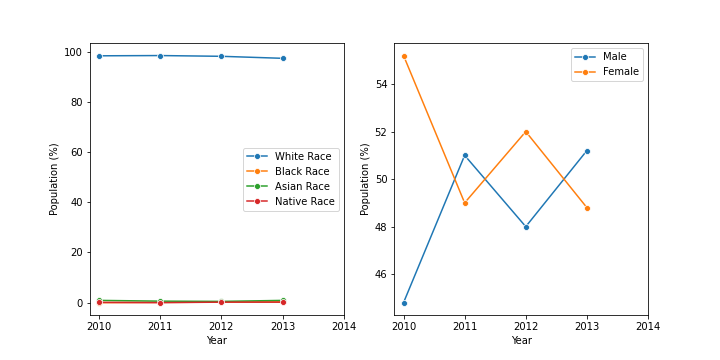 100
80
60
40
20
0
Population (%)
White Race
Black Race
Asian Race
Native Race
2010 2011 2012 2013 2014
Year
54
52
50
48
46
Population (%)
Male
Female
2010 2011 2012 2013 2014
Year